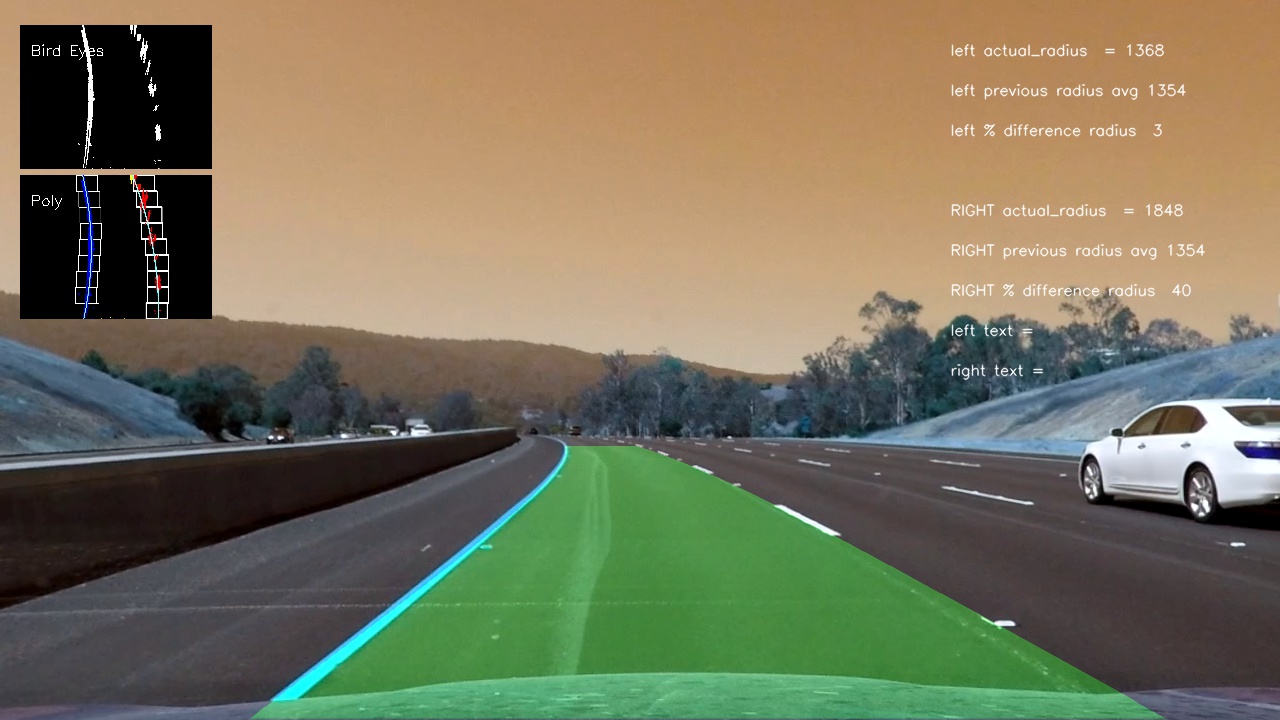 Bird Eyes
Poly
left actual_radius = 1368
left previous radius avg 1354
left % difference radius 3
RIGHT actual_radius = 1848
RIGHT previous radius avg 1354
RIGHT % difference radius 40
left text =
right text =